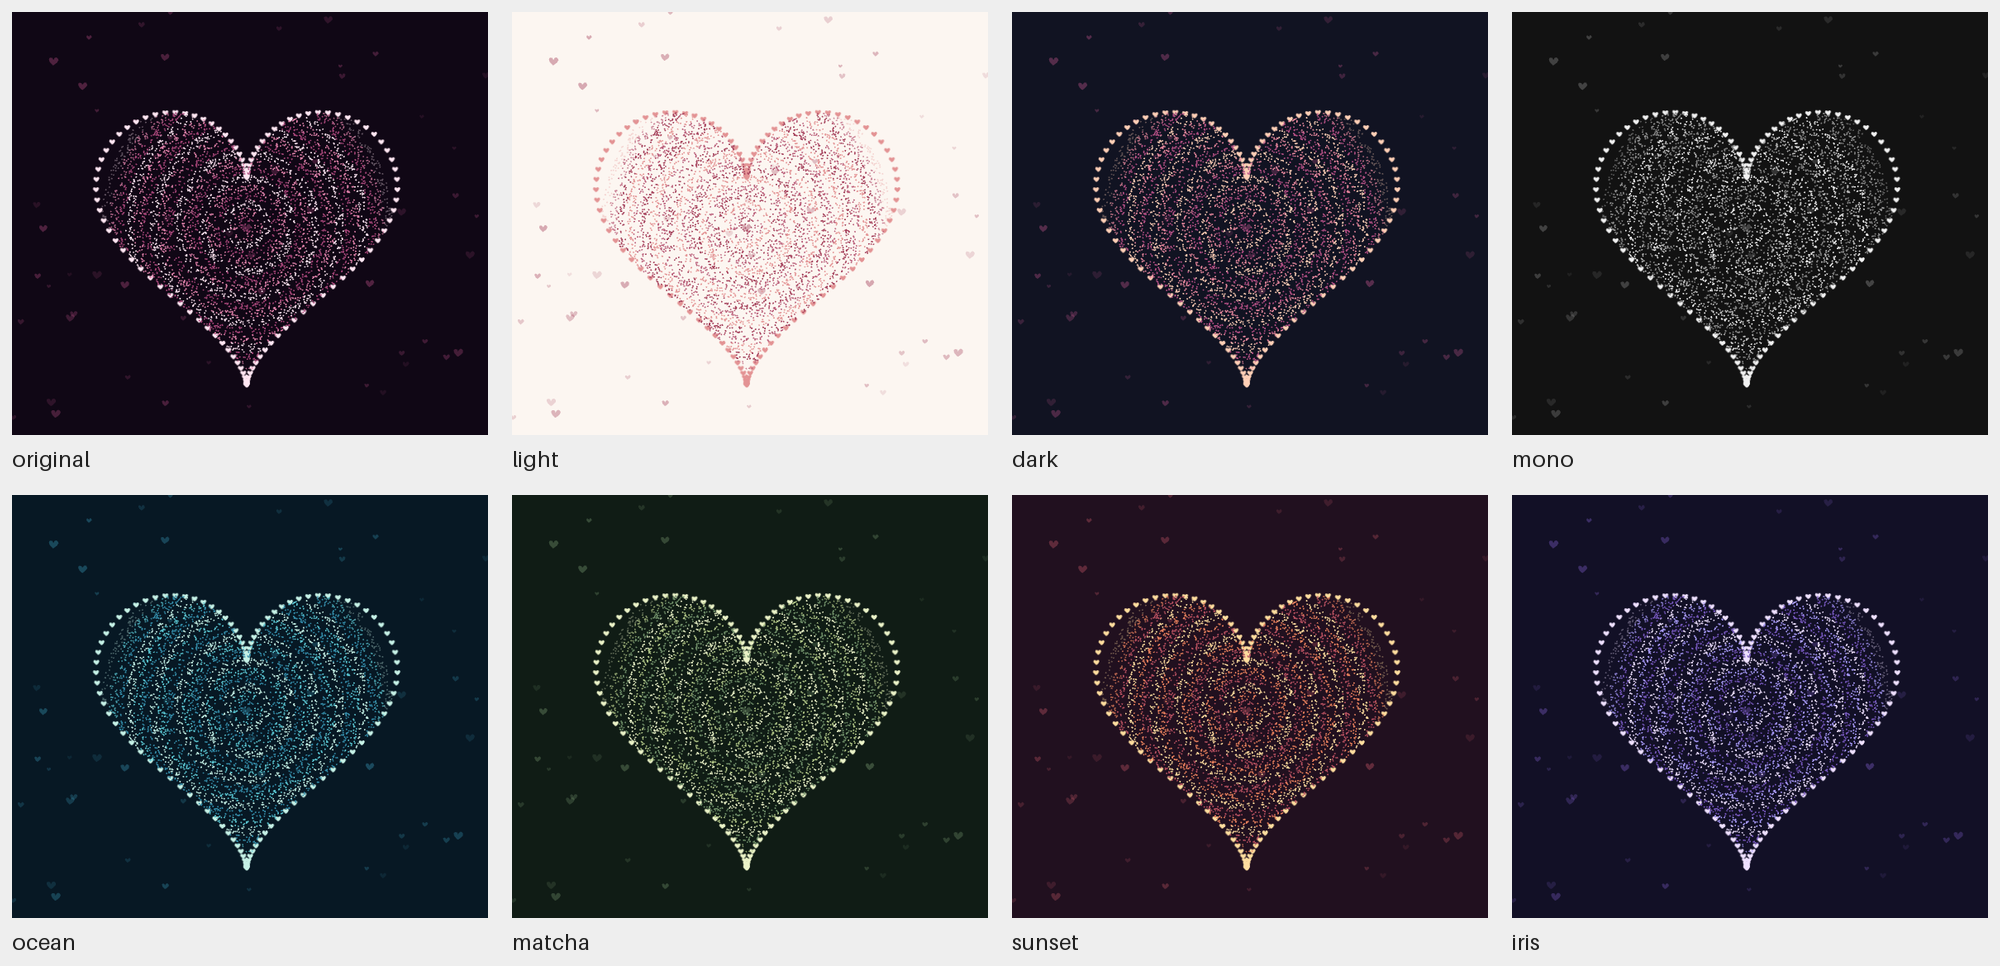 original
light
dark
mono
ocean
matcha
sunset
iris